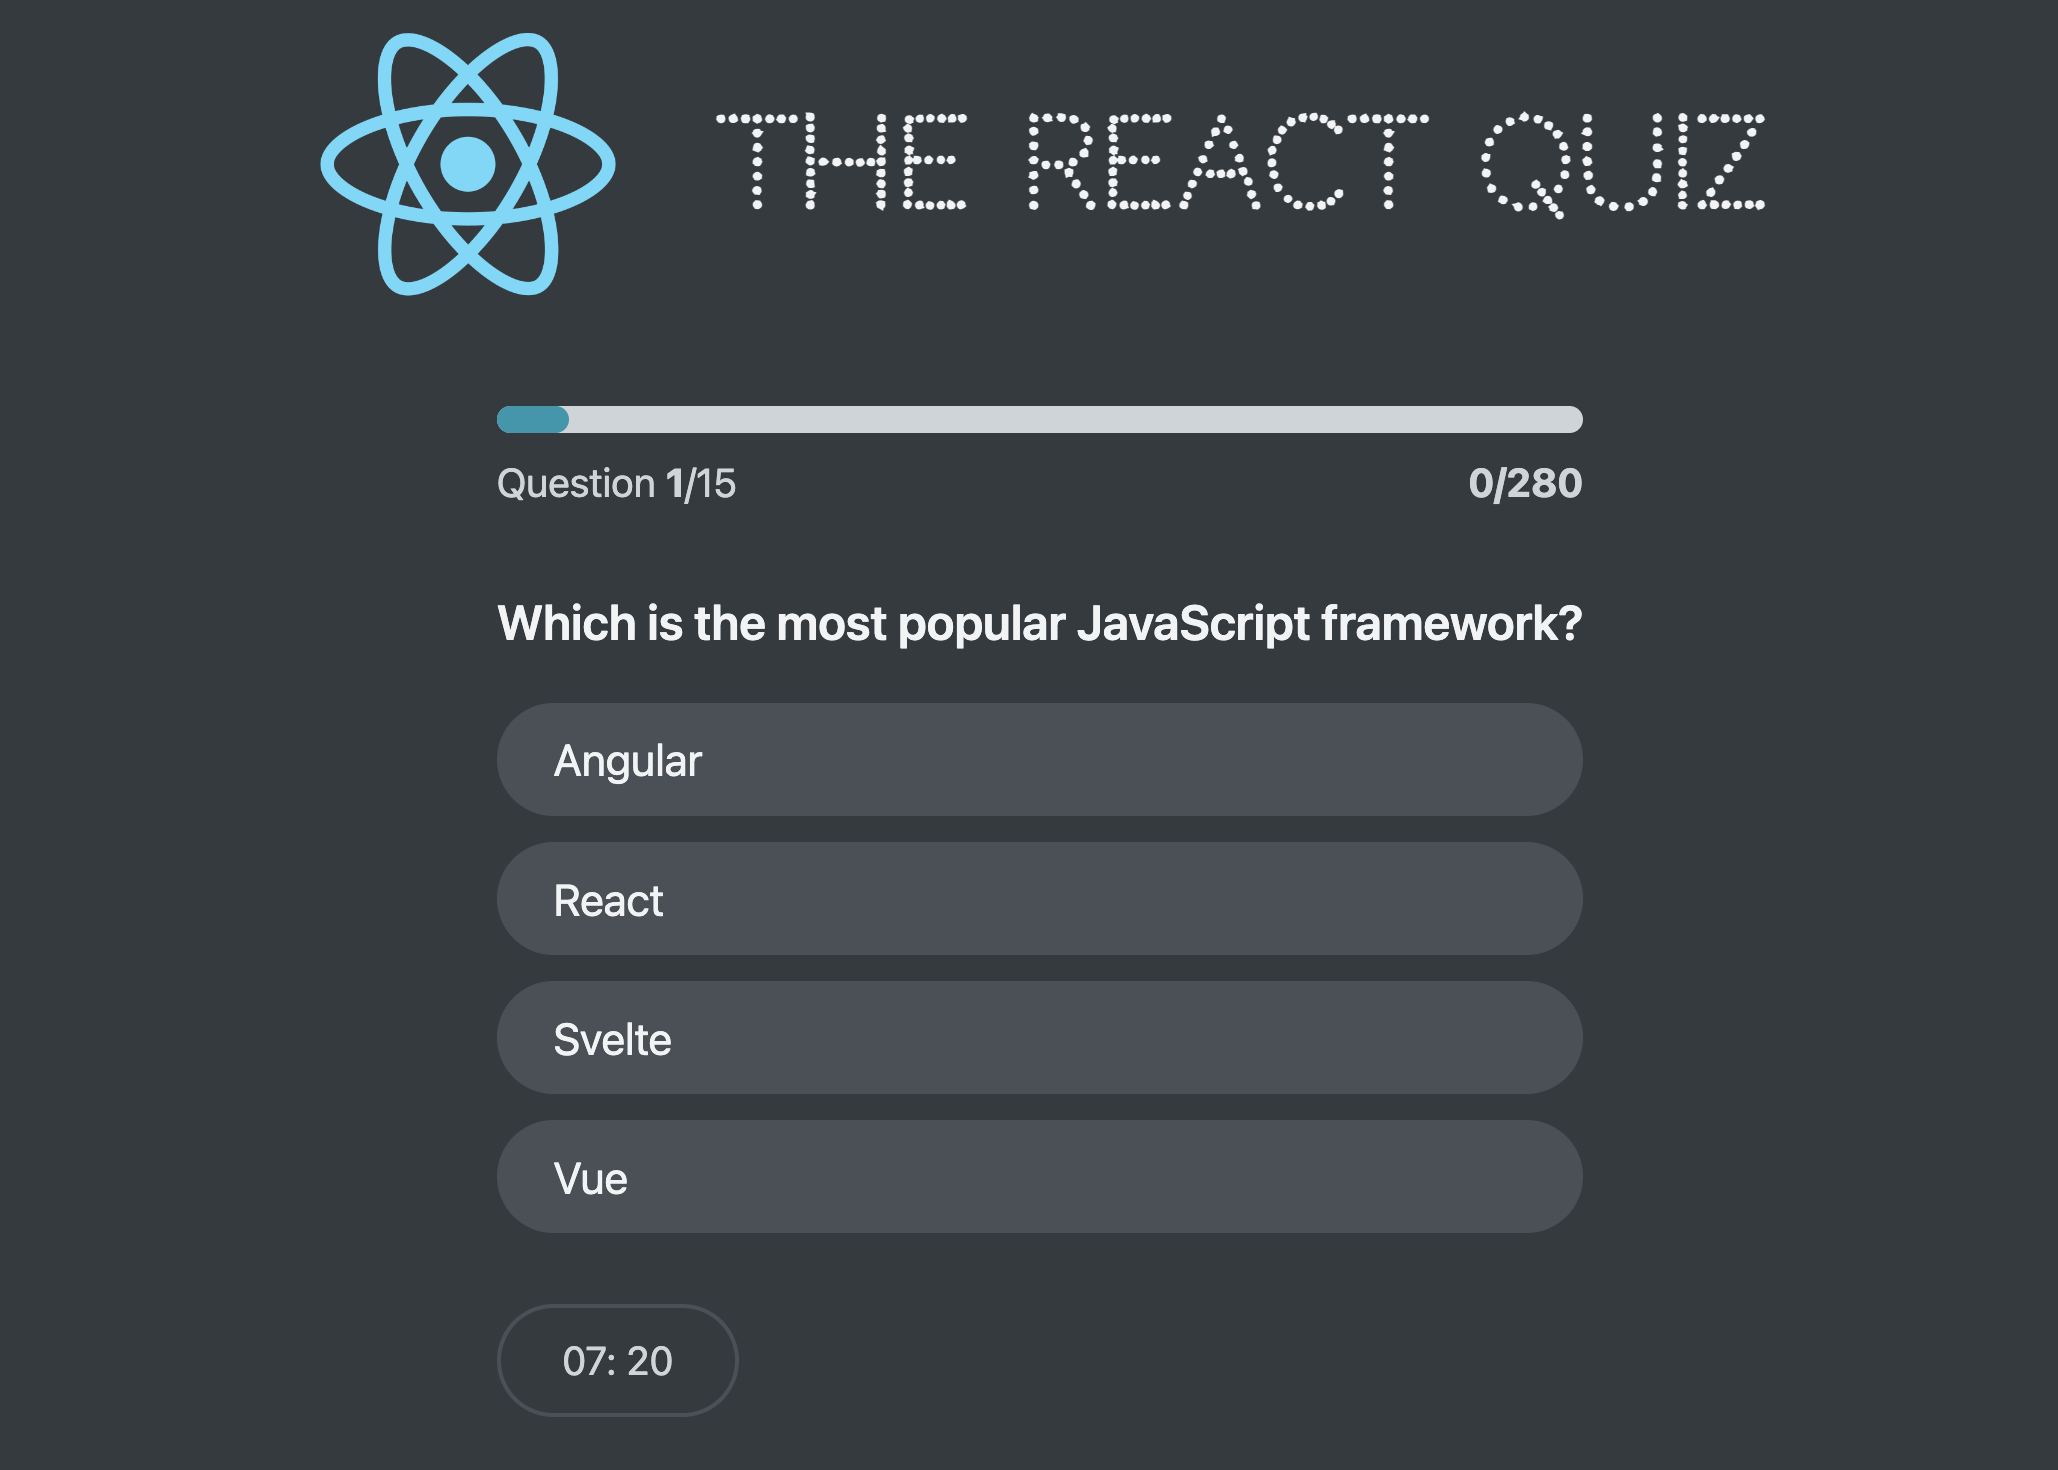 THE REACT QUIZ
Question 1/15
0/280
Which is the most popular JavaScript framework?
Angular
React
Svelte
Vue
07: 20